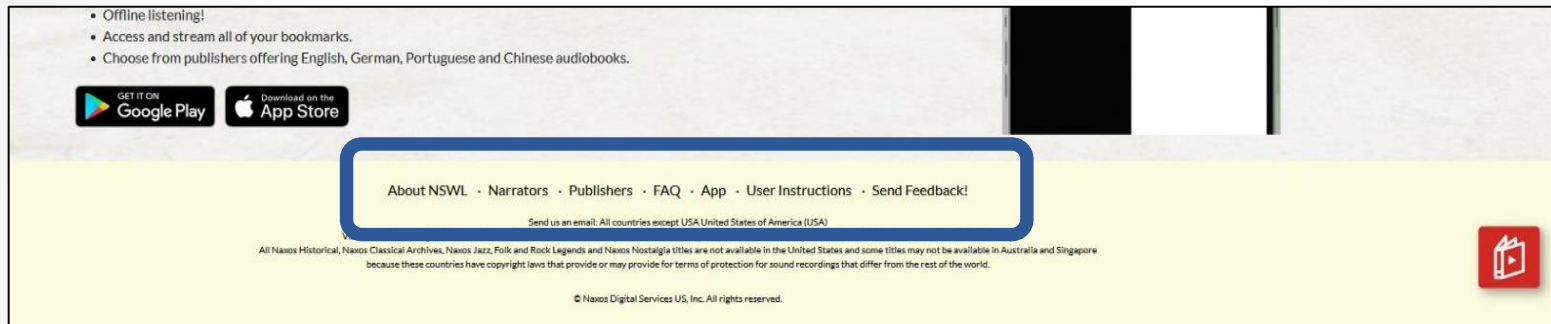 • Offline listening!
• Access and stream all of your bookmarks.
• Choose from publishers offering English, German, Portuguese and Chinese audiobooks.
GET IT ON Google Play
Download on the App Store
About NSWL · Narrators · Publishers · FAQ · App · User Instructions · Send Feedback!
Send us an email: All countries except USA United States of America (USA)
All Naxos Historical, Naxos Classical Archives, Naxos Jazz, Folk and Rock Legends and Naxos Nostalgia titles are not available in the United States and some titles may not be available in Australia and Singapore
because these countries have copyright laws that provide or may provide for terms of protection for sound recordings that differ from the rest of the world.
© Naxos Digital Services US, Inc. All rights reserved.